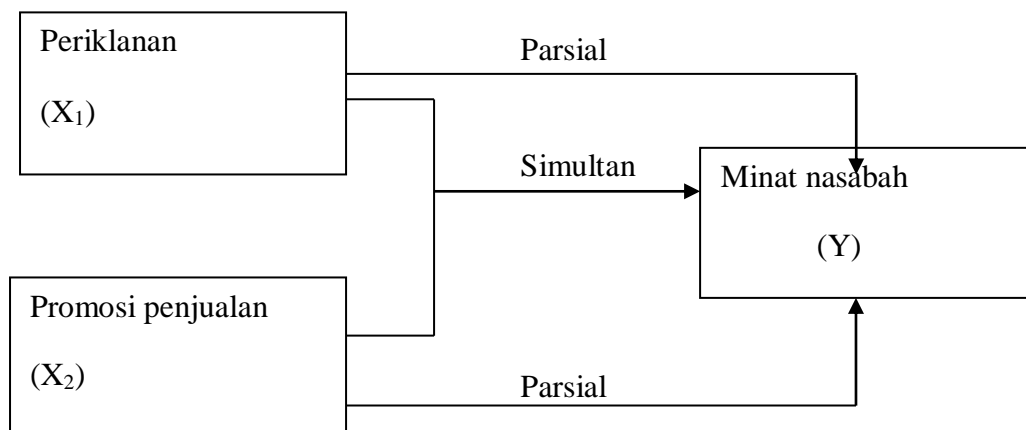 Periklanan
(X₁)
Parsial
Simultan
Minat nasabah
(Y)
Promosi penjualan
(X₂)
Parsial